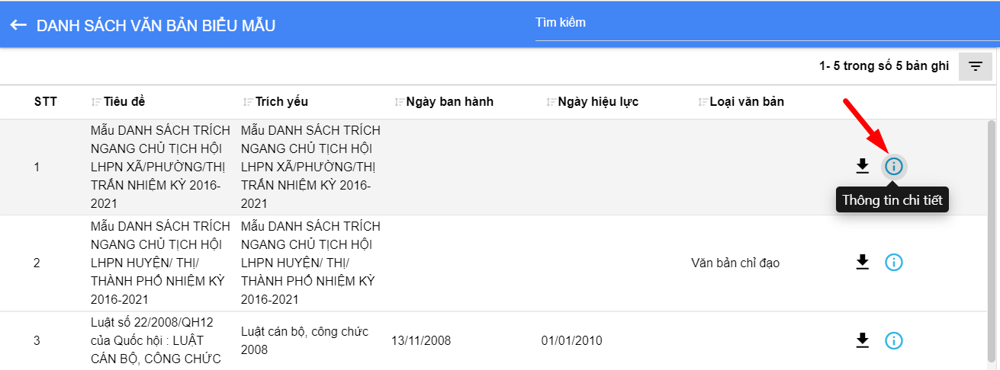 DANH SÁCH VĂN BẢN BIỂU MẪU
Tìm kiếm
1- 5 trong số 5 bản ghi
STT Tiêu đề Trích yếu Ngày ban hành Ngày hiệu lực Loại văn bản
1
Mẫu DANH SÁCH TRÍCH
NGANG CHỦ TỊCH HỘI
LHPN XÃ/PHƯỜNG/THỊ
TRẤN NHIỆM KỲ 2016-
2021
Mẫu DANH SÁCH TRÍCH
NGANG CHỦ TỊCH HỘI
LHPN XÃ/PHƯỜNG/THỊ
TRẤN NHIỆM KỲ 2016-
2021
Thông tin chi tiết
2
Mẫu DANH SÁCH TRÍCH
NGANG CHỦ TỊCH HỘI
LHPN HUYỆN/ THỊ/
THÀNH PHỐ NHIỆM KỲ
2016-2021
Mẫu DANH SÁCH TRÍCH
NGANG CHỦ TỊCH HỘI
LHPN HUYỆN/ THỊ/
THÀNH PHỐ NHIỆM KỲ
2016-2021
Văn bản chỉ đạo
3
Luật số 22/2008/QH12
của Quốc hội : LUẬT
CÁN BỘ, CÔNG CHỨC
Luật cán bộ, công chức
2008
13/11/2008
01/01/2010